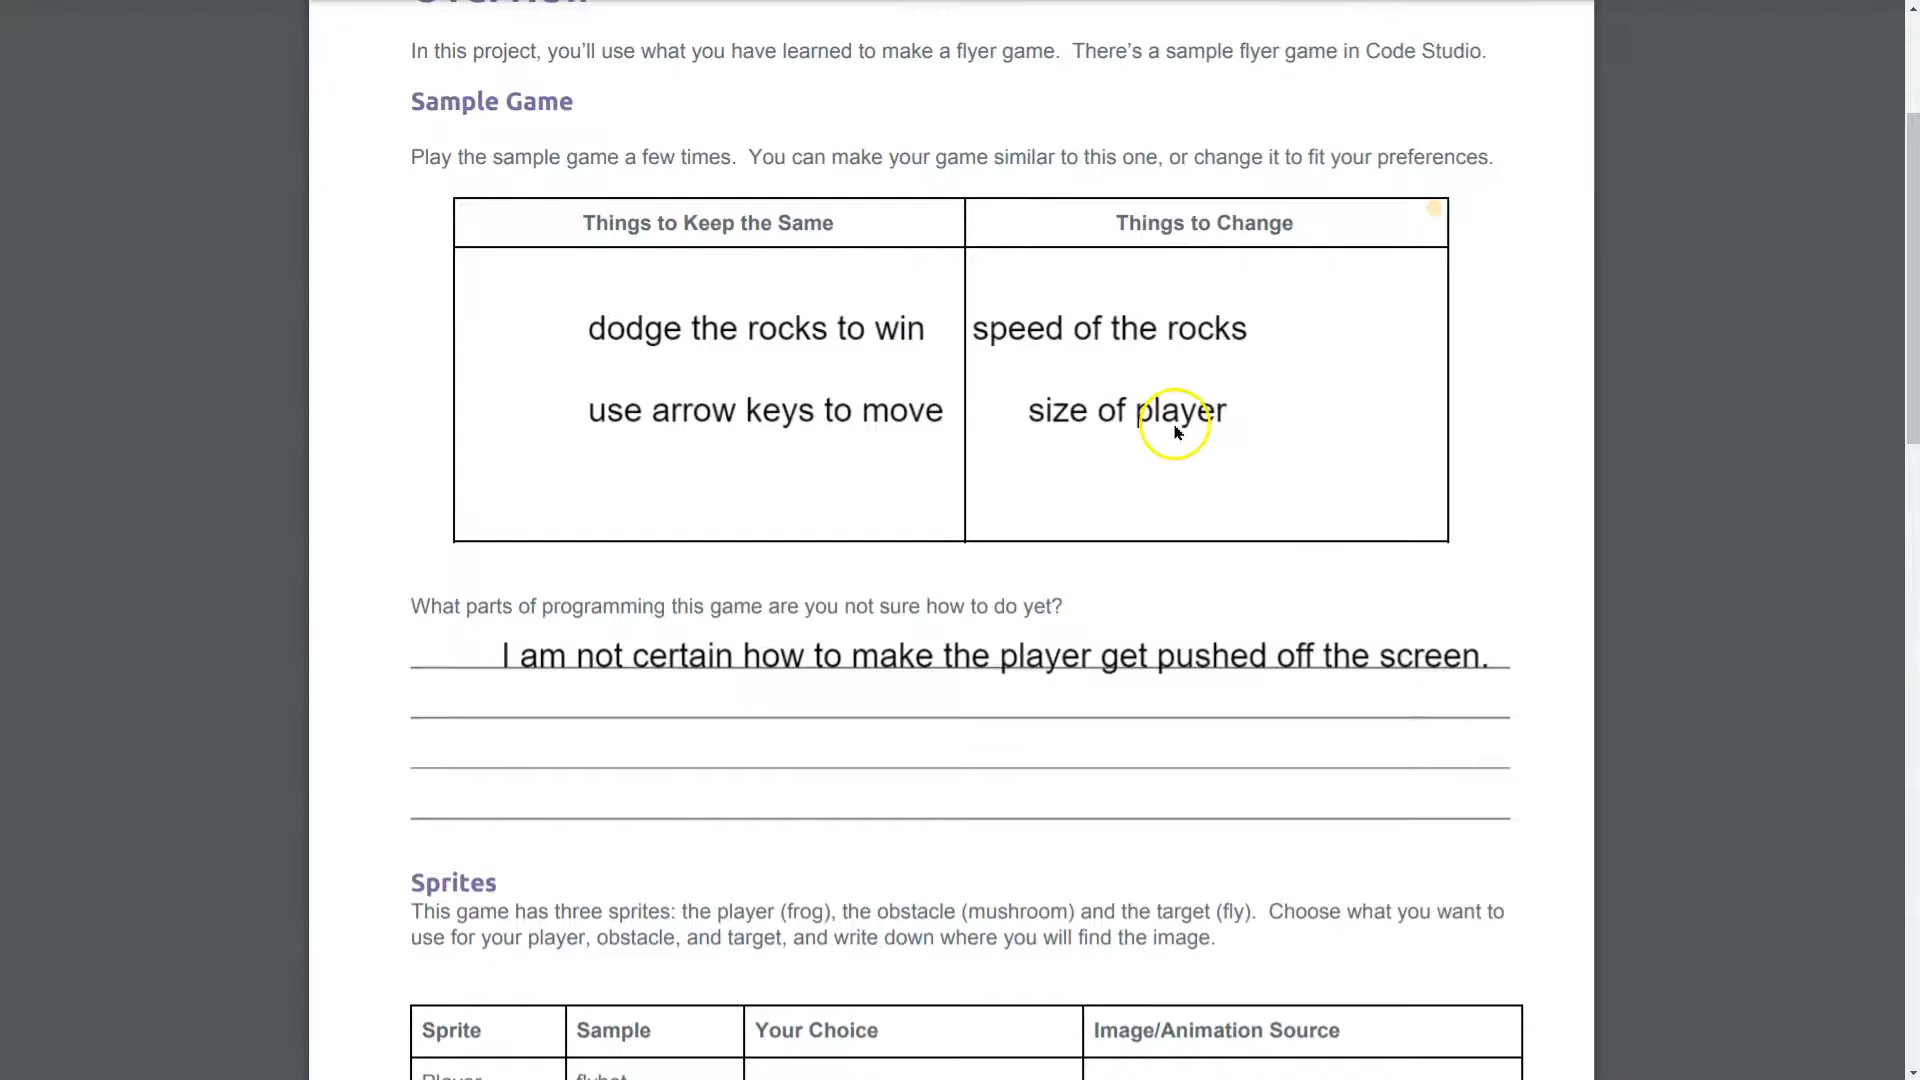 In this project, you'll use what you have learned to make a flyer game.  There's a sample flyer game in Code Studio.
Sample Game
Play the sample game a few times.  You can make your game similar to this one, or change it to fit your preferences.
Things to Keep the Same
Things to Change
dodge the rocks to win
speed of the rocks
use arrow keys to move
size of player
What parts of programming this game are you not sure how to do yet?
I am not certain how to make the player get pushed off the screen.
Sprites
This game has three sprites: the player (frog), the obstacle (mushroom) and the target (fly).  Choose what you want to
use for your player, obstacle, and target, and write down where you will find the image.
Sprite
Sample
Your Choice
Image/Animation Source